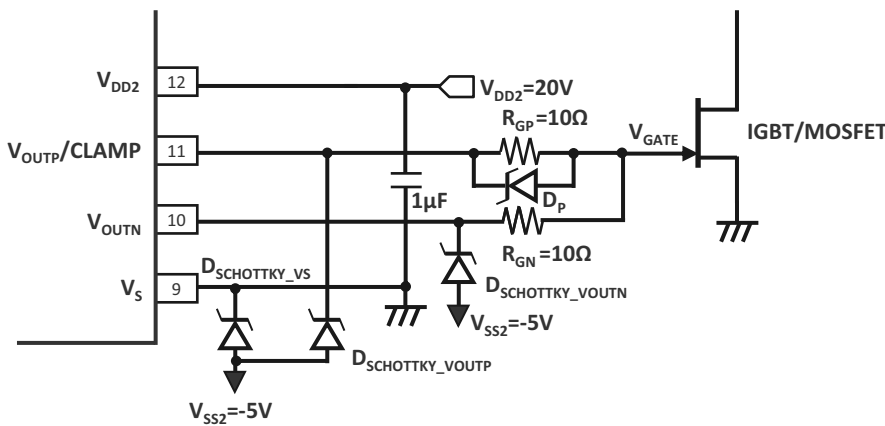 V_DD2
12
V_DD2=20V
R_GP=10Ω
V_GATE
IGBT/MOSFET
V_OUTP/CLAMP
11
D_P
1μF
V_OUTN
10
R_GN=10Ω
D_SCHOTTKY_VS
D_SCHOTTKY_VOUTN
V_S
9
V_SS2=-5V
D_SCHOTTKY_VOUTP
V_SS2=-5V